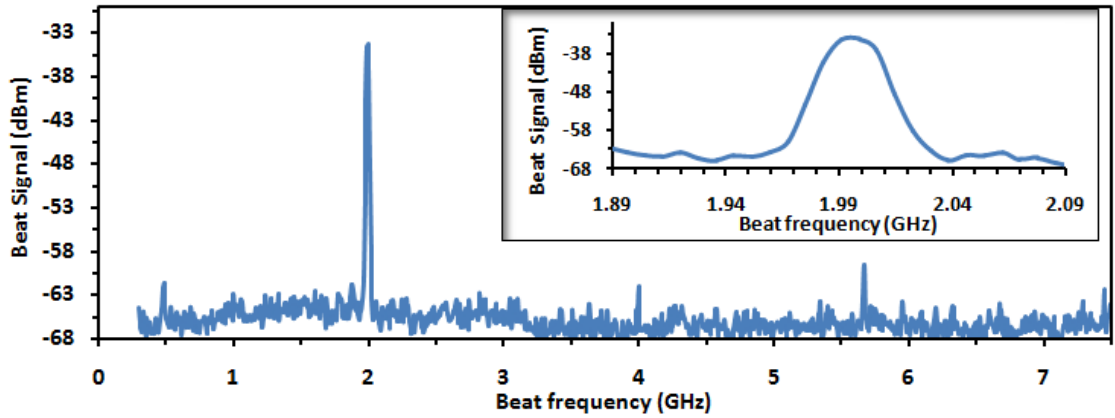 -33
-38
-43
-48
-53
-58
-63
-68
Beat Signal (dBm)
0 1 2 3 4 5 6 7
Beat frequency (GHz)
-38
-48
-58
-68
Beat Signal (dBm)
1.89 1.94 1.99 2.04 2.09
Beat frequency (GHz)